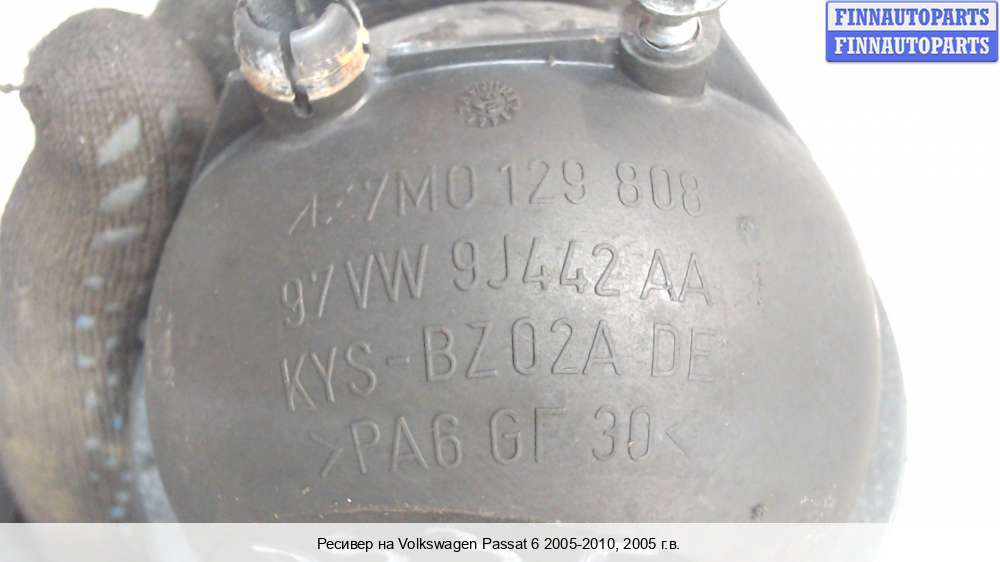 FINNAUTOPARTS
FINNAUTOPARTS
7M0 129 808
97VW 9J442 AA
KYS-BZ02A DE
>PA6 GF 30<
Ресивер на Volkswagen Passat 6 2005-2010, 2005 г.в.